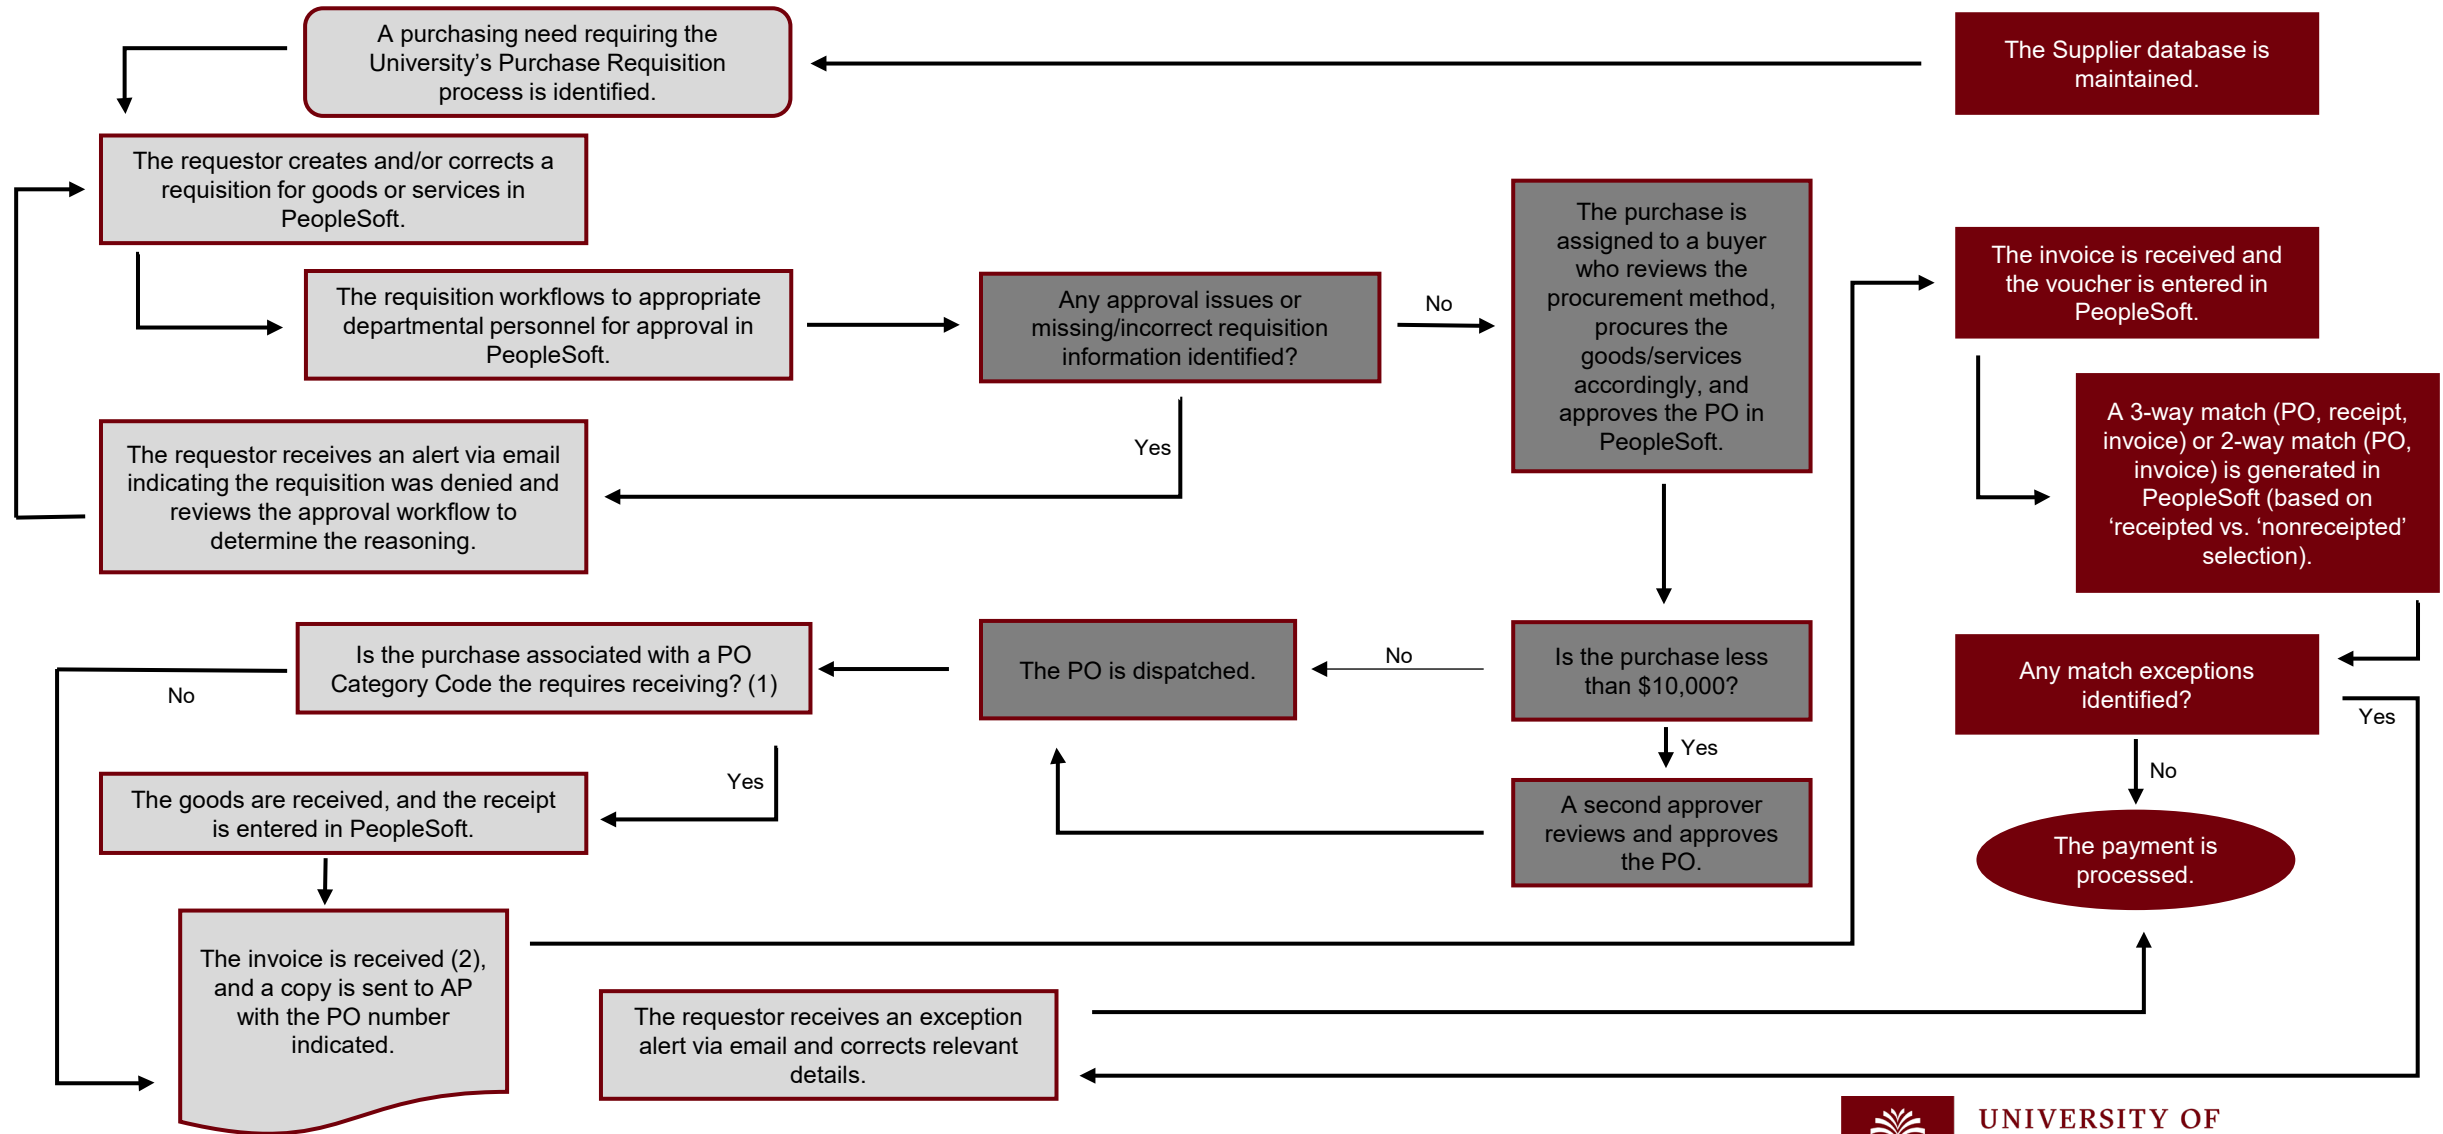 A purchasing need requiring the
University’s Purchase Requisition
process is identified.
The Supplier database is
maintained.
The requestor creates and/or corrects a
requisition for goods or services in
PeopleSoft.
The requisition workflows to appropriate
departmental personnel for approval in
PeopleSoft.
Any approval issues or
missing/incorrect requisition
information identified?
No
Yes
The purchase is
assigned to a buyer
who reviews the
procurement method,
procures the
goods/services
accordingly, and
approves the PO in
PeopleSoft.
The invoice is received and
the voucher is entered in
PeopleSoft.
A 3-way match (PO, receipt,
invoice) or 2-way match (PO,
invoice) is generated in
PeopleSoft (based on
‘receipted vs. ‘nonreceipted’
selection).
The requestor receives an alert via email
indicating the requisition was denied and
reviews the approval workflow to
determine the reasoning.
Is the purchase associated with a PO
Category Code the requires receiving? (1)
No
Yes
The PO is dispatched.
No
Is the purchase less
than $10,000?
Yes
Any match exceptions
identified?
Yes
No
The goods are received, and the receipt
is entered in PeopleSoft.
A second approver
reviews and approves
the PO.
The payment is
processed.
The invoice is received (2),
and a copy is sent to AP
with the PO number
indicated.
The requestor receives an exception
alert via email and corrects relevant
details.
UNIVERSITY OF